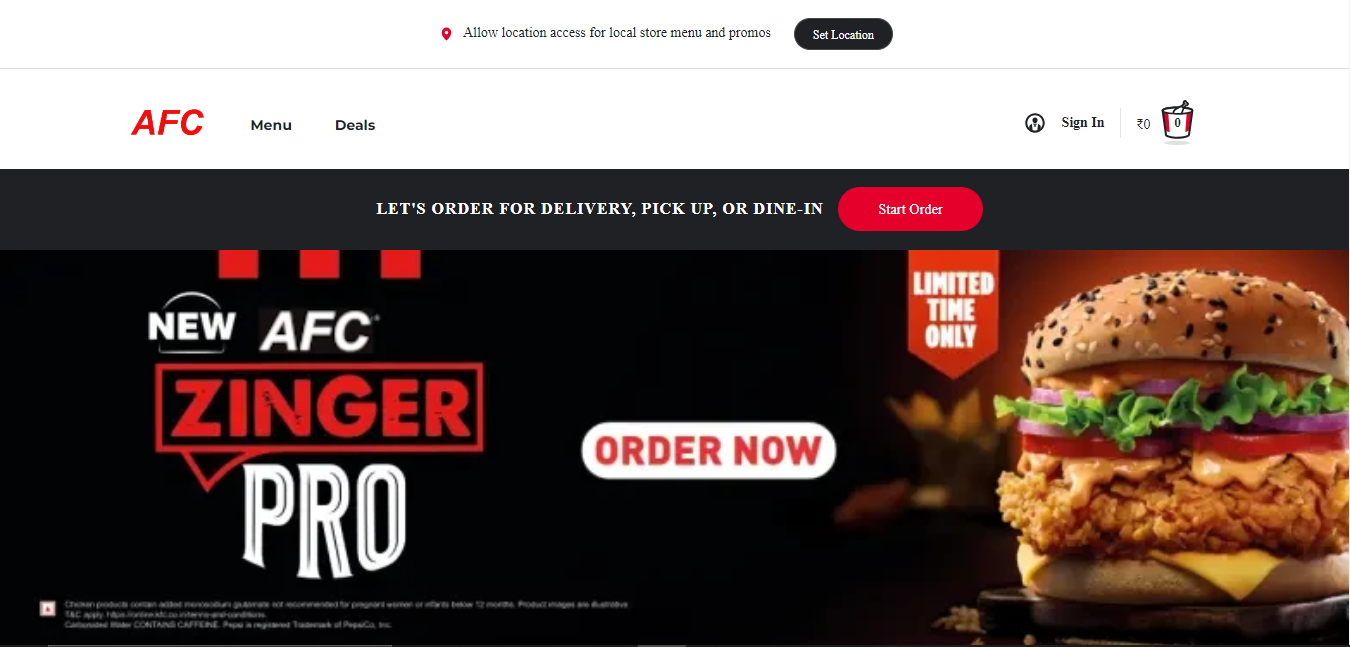 Allow location access for local store menu and promos
Set Location
AFC
Menu
Deals
Sign In
₹0
0
LET'S ORDER FOR DELIVERY, PICK UP, OR DINE-IN
Start Order
NEW AFC
ZINGER
PRO
ORDER NOW
LIMITED
TIME
ONLY
Chicken products contain added monosodium glutamate not recommended for pregnant women or infants below 12 months. Product images are illustrative
T&C apply. https://online.kfc.co.in/terms-and-conditions.
Carbonated Water CONTAINS CAFFEINE. Pepsi is registered Trademark of PepsiCo, Inc.